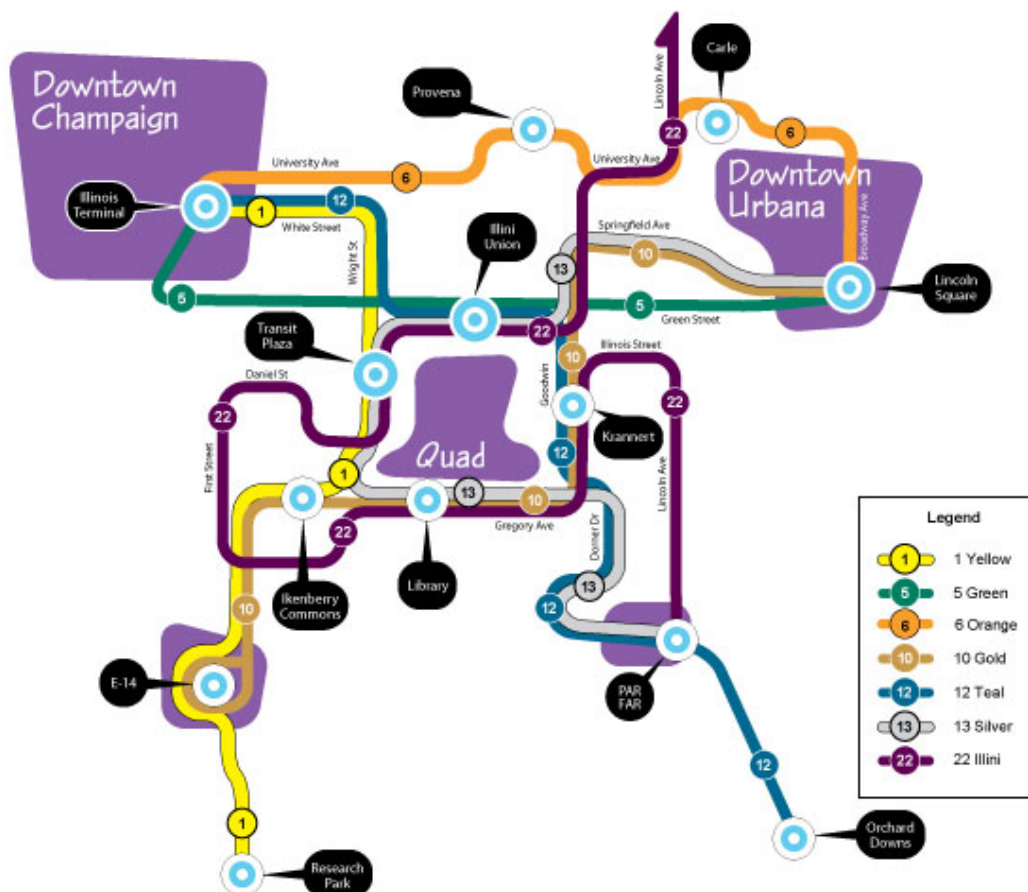 Carle
Downtown
Champaign
Provena
Lincoln Ave
22
6
University Ave
University Ave
6
Downtown
Urbana
Illinois
Terminal
12
1
White Street
Illini
Union
Springfield Ave
10
Broadway Ave
Wright St
13
Lincoln
Square
5
5
Green Street
22
Transit
Plaza
Illinois Street
10
Daniel St
Goodwin
22
22
Krannert
Quad
12
First Street
1
Lincoln Ave
13
10
Gregory Ave
22
Dorner Dr
Library
Ikenberry
Commons
13
10
12
E-14
PAR
FAR
12
1
Orchard
Downs
Research
Park
Legend
1 1 Yellow
5 5 Green
6 6 Orange
10 10 Gold
12 12 Teal
13 13 Silver
22 22 Illini